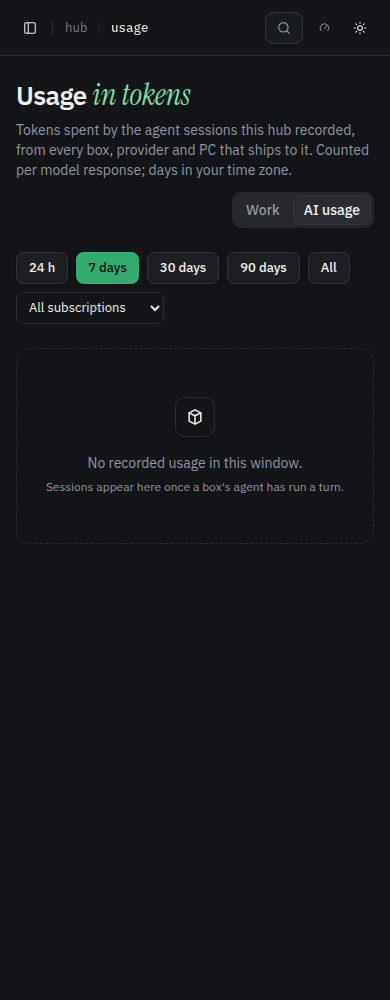 hub / usage
Usage in tokens
Tokens spent by the agent sessions this hub recorded,
from every box, provider and PC that ships to it. Counted
per model response; days in your time zone.
Work AI usage
24 h 7 days 30 days 90 days All
All subscriptions
No recorded usage in this window.
Sessions appear here once a box's agent has run a turn.